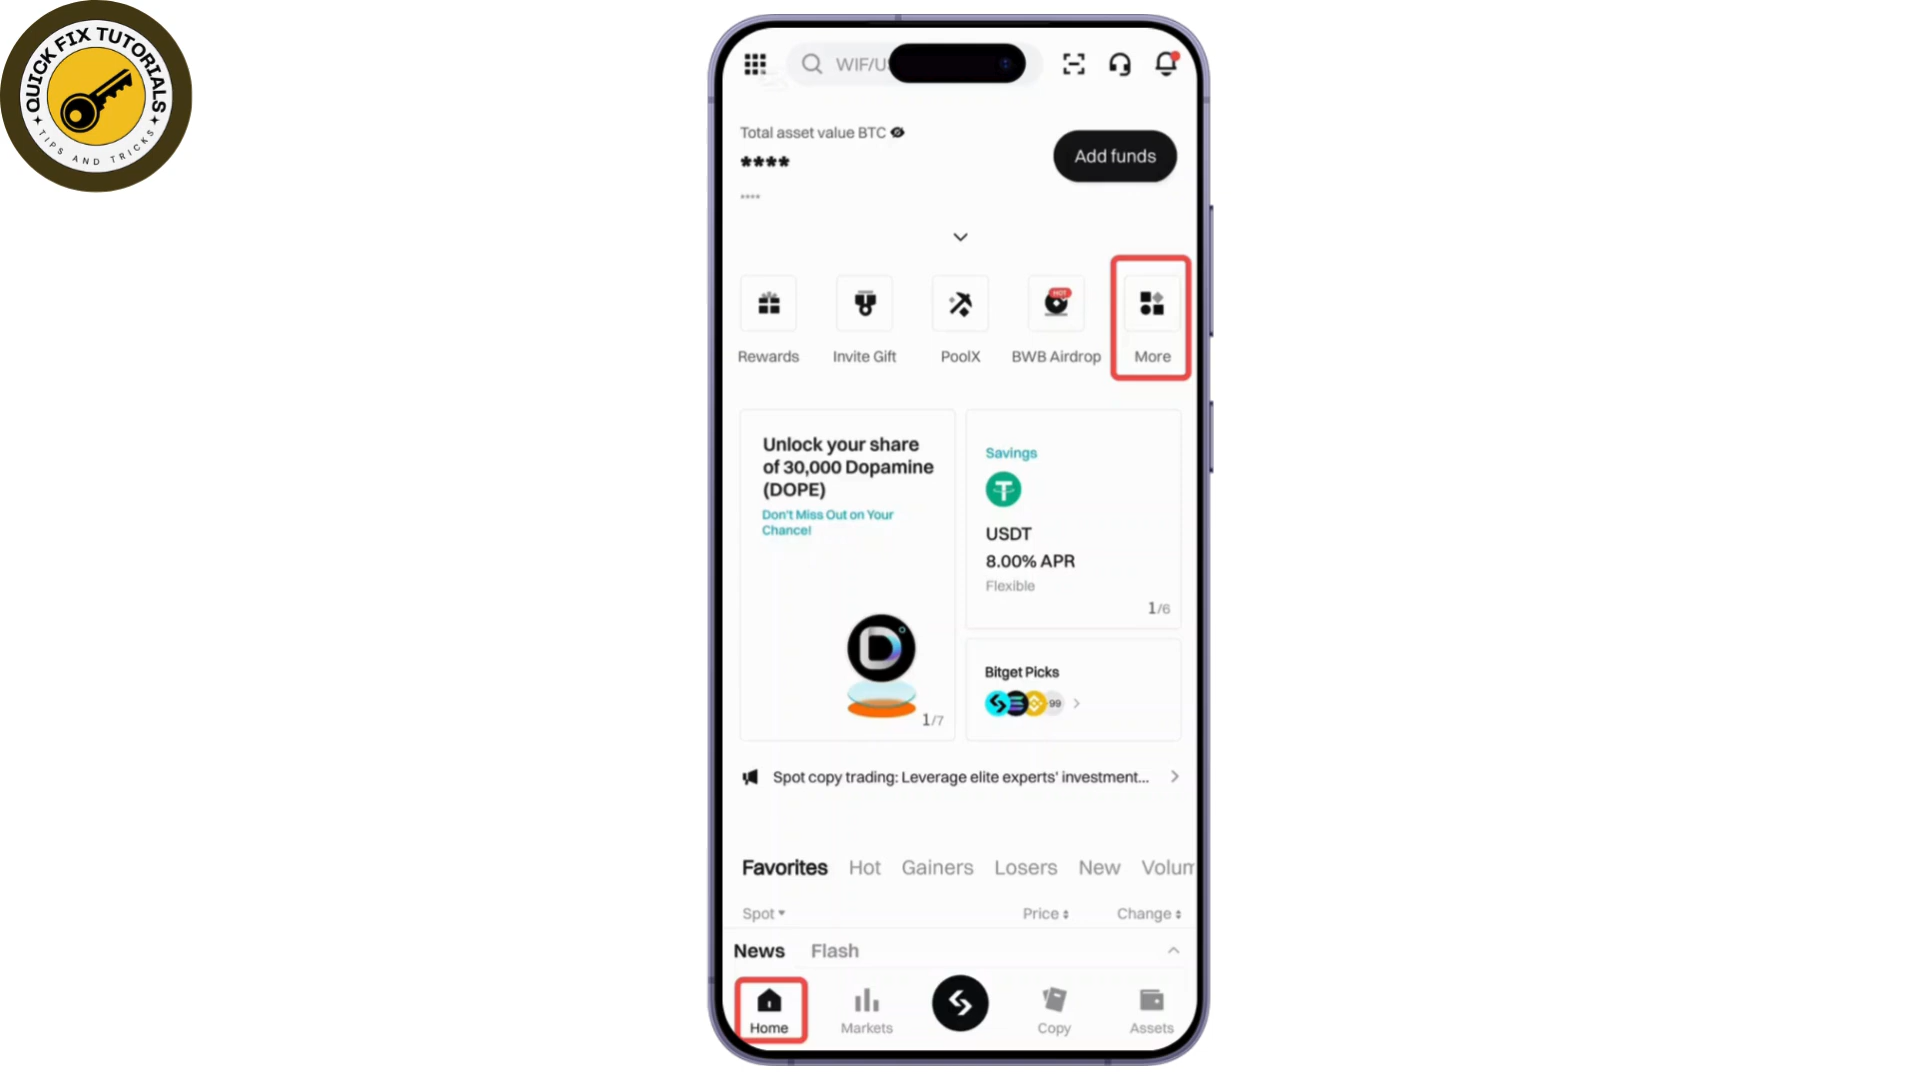 QUICK FIX TUTORIALS
TIPS AND TRICKS
WIF/US
Total asset value BTC
****
****
Add funds
Rewards
Invite Gift
PoolX
HOT
BWB Airdrop
More
Unlock your share
of 30,000 Dopamine
(DOPE)
Don't Miss Out on Your
Chance!
1/7
Savings
USDT
8.00% APR
Flexible
1/6
Bitget Picks
99
Spot copy trading: Leverage elite experts' investment...
Favorites Hot Gainers Losers New Volum
Spot Price Change
News Flash
Home Markets Copy Assets